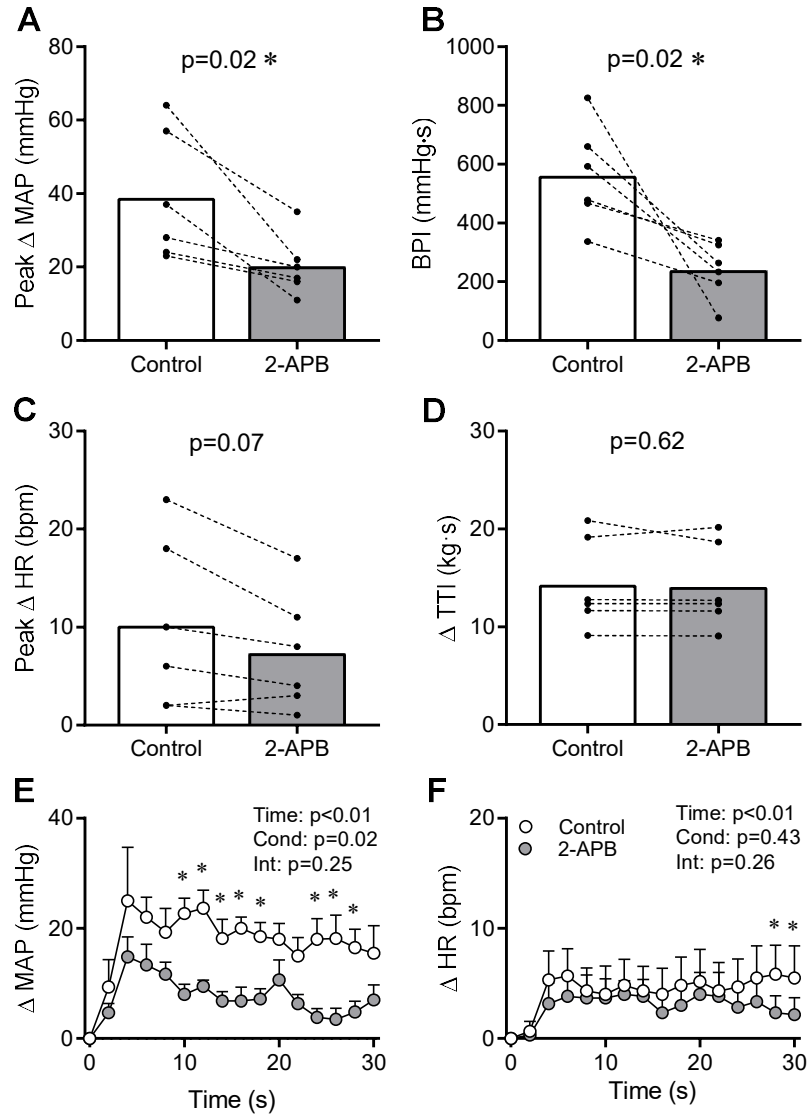 A
B
p=0.02 *
p=0.02 *
Peak Δ MAP (mmHg)
80
60
40
20
0
Control
2-APB
BPI (mmHg·s)
1000
800
600
400
200
0
Control
2-APB
C
D
p=0.07
p=0.62
Peak Δ HR (bpm)
30
20
10
0
Control
2-APB
Δ TTI (kg·s)
30
20
10
0
Control
2-APB
E
Time: p<0.01
Cond: p=0.02
Int: p=0.25
Δ MAP (mmHg)
40
20
0
* * * * * * * *
0 10 20 30
Time (s)
F
Control
2-APB
Time: p<0.01
Cond: p=0.43
Int: p=0.26
Δ HR (bpm)
20
10
0
* *
0 10 20 30
Time (s)